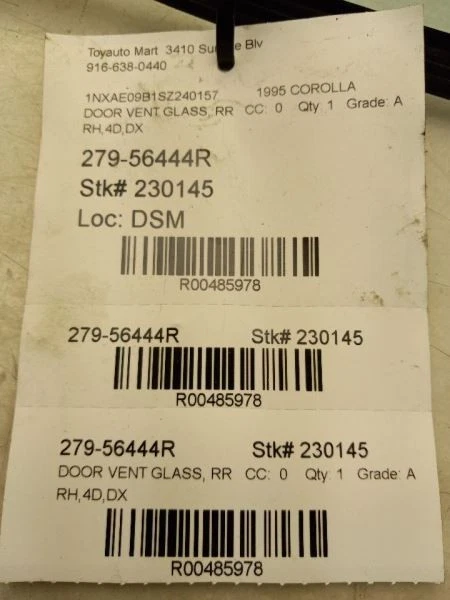 Toyauto Mart 3410 Blv
916-638-0440
1NXAE09B1SZ240157 1995 COROLLA
DOOR VENT GLASS, RR CC: 0 Qty: 1 Grade: A
RH,4D,DX
279-56444R
Stk# 230145
Loc: DSM
R00485978
279-56444R Stk# 230145
R00485978
279-56444R Stk# 230145
DOOR VENT GLASS, RR CC: 0 Qty: 1 Grade: A
RH,4D,DX
R00485978